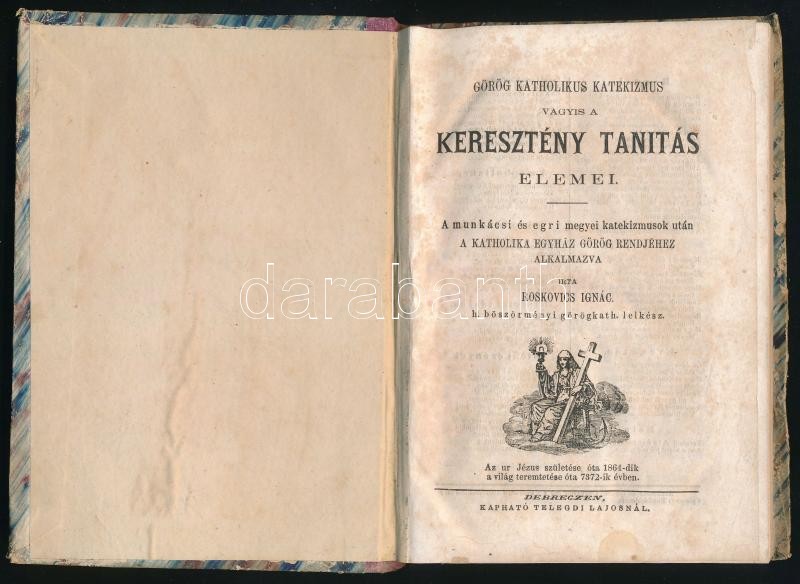 GÖRÖG KATHOLIKUS KATEKIZMUS
VAGYIS A
KERESZTÉNY TANITÁS
ELEMEI.
A munkácsi és egri megyei katekizmusok után
A KATHOLIKA EGYHÁZ GÖRÖG RENDJÉHEZ
ALKALMAZVA
IRTA
ROSKOVICS IGNÁC.
h. böszörményi görögkath. lelkész.
Az ur Jézus születése óta 1864-dik
a világ teremtetése óta 7372-ik évben.
DEBRECZEN,
KAPHATÓ TELEGDI LAJOSNÁL.
darabanth